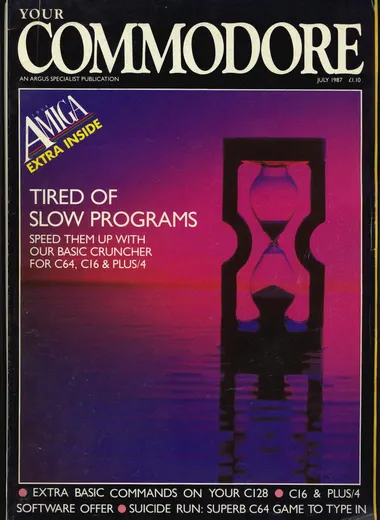 YOUR
COMMODORE
AN ARGUS SPECIALIST PUBLICATION JULY 1987 £1.10
AMIGA
EXTRA INSIDE
TIRED OF
SLOW PROGRAMS
SPEED THEM UP WITH
OUR BASIC CRUNCHER
FOR C64, C16 & PLUS/4
● EXTRA BASIC COMMANDS ON YOUR C128 ● C16 & PLUS/4
SOFTWARE OFFER ● SUICIDE RUN: SUPERB C64 GAME TO TYPE IN